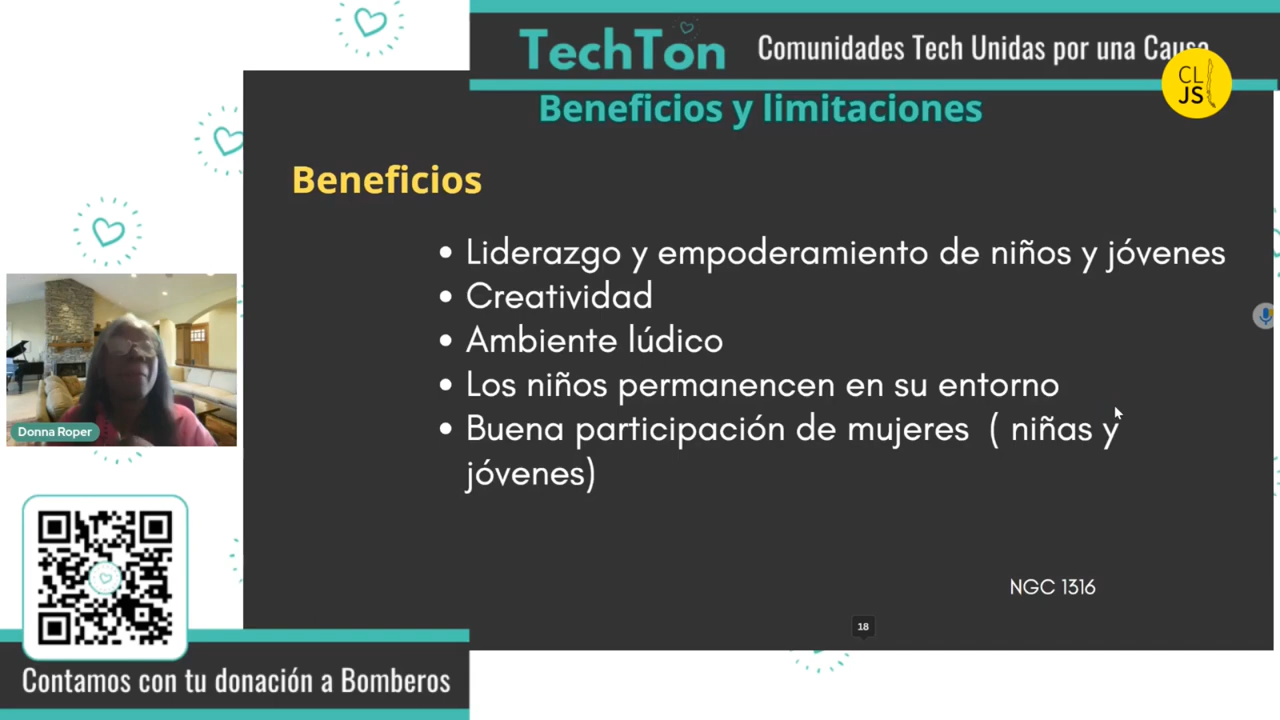 TechTon
Comunidades Tech Unidas por una Causa
CL
JS
Beneficios y limitaciones
Beneficios
• Liderazgo y empoderamiento de niños y jóvenes
• Creatividad
• Ambiente lúdico
• Los niños permanencen en su entorno
• Buena participación de mujeres ( niñas y
jóvenes)
Donna Roper
NGC 1316
18
Contamos con tu donación a Bomberos